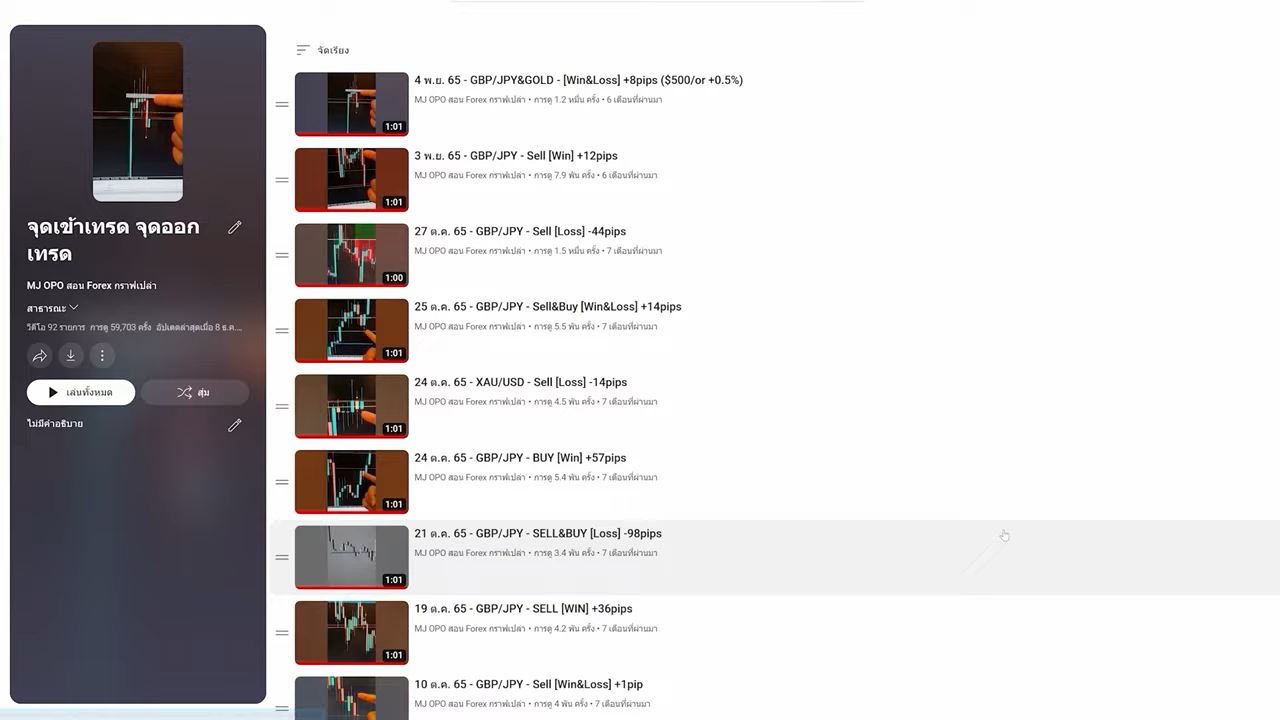 จุดเข้าเทรด จุดออก
เทรด
MJ OPO สอน Forex กราฟเปล่า
สาธารณะ
วิดีโอ 92 รายการ การดู 59,703 ครั้ง อัปเดตล่าสุดเมื่อ 8 ธ.ค....
เล่นทั้งหมด
สุ่ม
ไม่มีคำอธิบาย
จัดเรียง
1:01
4 พ.ย. 65 - GBP/JPY&GOLD - [Win&Loss] +8pips ($500/or +0.5%)
MJ OPO สอน Forex กราฟเปล่า • การดู 1.2 หมื่น ครั้ง • 6 เดือนที่ผ่านมา
1:01
3 พ.ย. 65 - GBP/JPY - Sell [Win] +12pips
MJ OPO สอน Forex กราฟเปล่า • การดู 7.9 พัน ครั้ง • 6 เดือนที่ผ่านมา
1:00
27 ต.ค. 65 - GBP/JPY - Sell [Loss] -44pips
MJ OPO สอน Forex กราฟเปล่า • การดู 1.5 หมื่น ครั้ง • 7 เดือนที่ผ่านมา
1:01
25 ต.ค. 65 - GBP/JPY - Sell&Buy [Win&Loss] +14pips
MJ OPO สอน Forex กราฟเปล่า • การดู 5.5 พัน ครั้ง • 7 เดือนที่ผ่านมา
1:01
24 ต.ค. 65 - XAU/USD - Sell [Loss] -14pips
MJ OPO สอน Forex กราฟเปล่า • การดู 4.5 พัน ครั้ง • 7 เดือนที่ผ่านมา
1:01
24 ต.ค. 65 - GBP/JPY - BUY [Win] +57pips
MJ OPO สอน Forex กราฟเปล่า • การดู 5.4 พัน ครั้ง • 7 เดือนที่ผ่านมา
1:01
21 ต.ค. 65 - GBP/JPY - SELL&BUY [Loss] -98pips
MJ OPO สอน Forex กราฟเปล่า • การดู 3.4 พัน ครั้ง • 7 เดือนที่ผ่านมา
1:01
19 ต.ค. 65 - GBP/JPY - SELL [WIN] +36pips
MJ OPO สอน Forex กราฟเปล่า • การดู 4.2 พัน ครั้ง • 7 เดือนที่ผ่านมา
10 ต.ค. 65 - GBP/JPY - Sell [Win&Loss] +1pip
MJ OPO สอน Forex กราฟเปล่า • การดู 4 พัน ครั้ง • 7 เดือนที่ผ่านมา